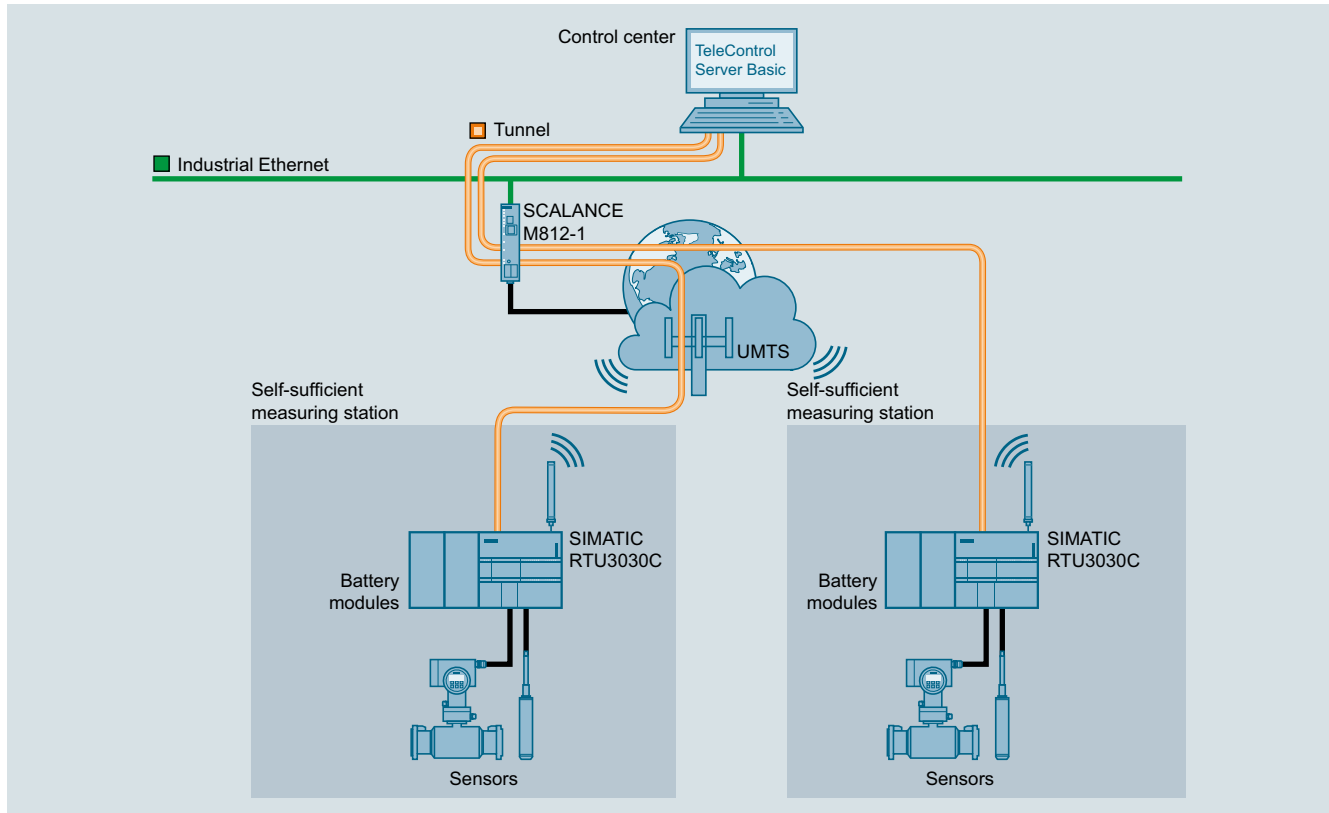 Control center
TeleControl
Server Basic
Tunnel
Industrial Ethernet
SCALANCE
M812-1
UMTS
Self-sufficient
measuring station
SIMATIC
RTU3030C
Battery
modules
Sensors
Self-sufficient
measuring station
SIMATIC
RTU3030C
Battery
modules
Sensors